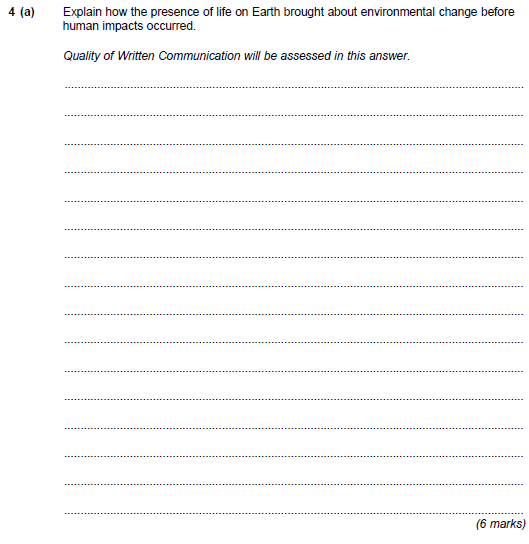 4 (a) Explain how the presence of life on Earth brought about environmental change before
human impacts occurred.
Quality of Written Communication will be assessed in this answer.
(6 marks)